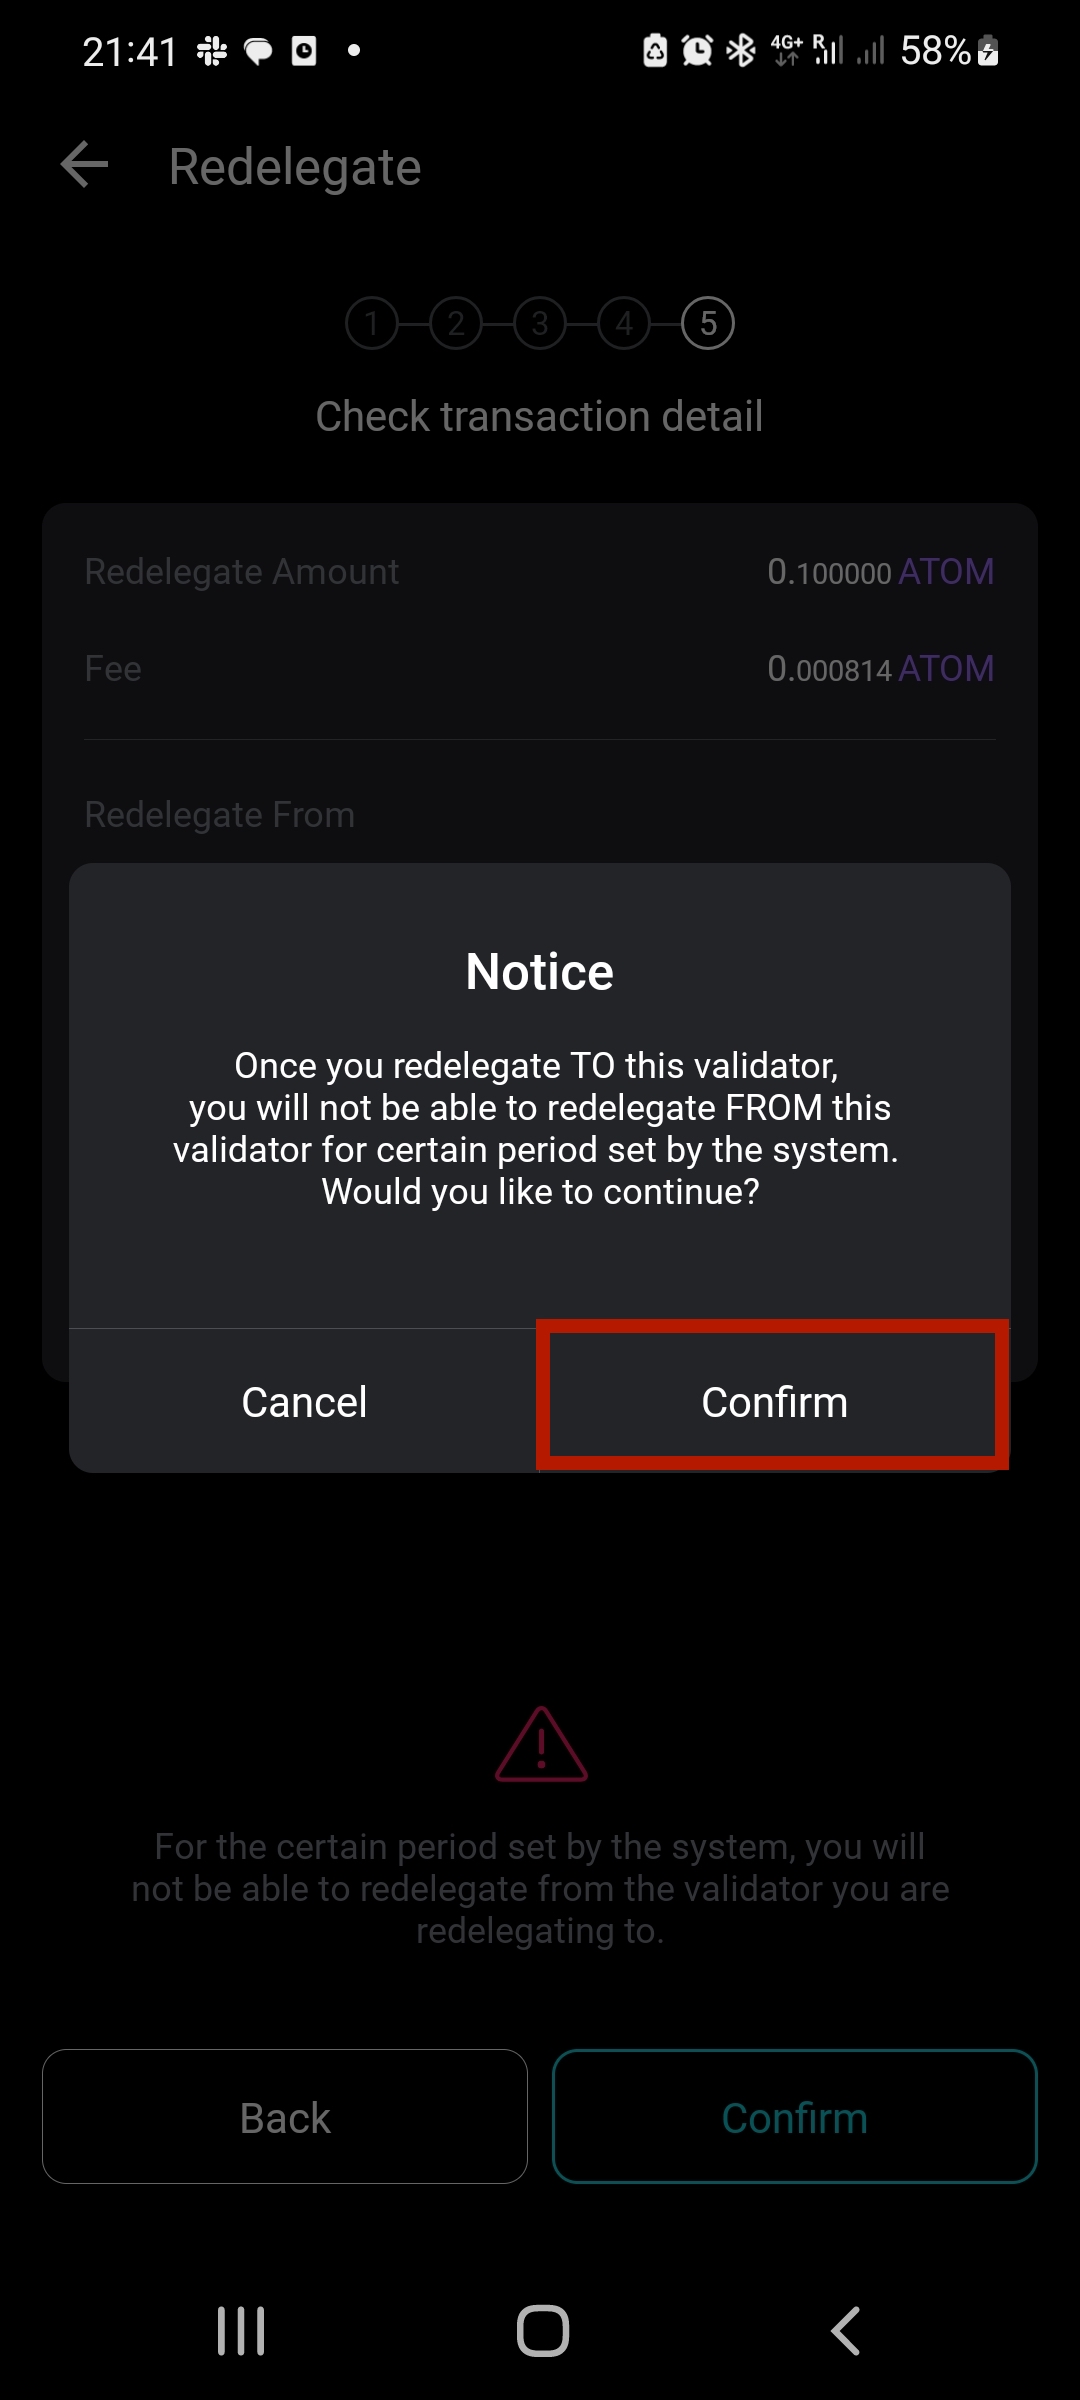 21:41
4G+ R 58%
Redelegate
1 2 3 4 5
Check transaction detail
Redelegate Amount 0.100000 ATOM
Fee 0.000814 ATOM
Redelegate From
Notice
Once you redelegate TO this validator,
you will not be able to redelegate FROM this
validator for certain period set by the system.
Would you like to continue?
Cancel Confirm
For the certain period set by the system, you will
not be able to redelegate from the validator you are
redelegating to.
Back Confirm